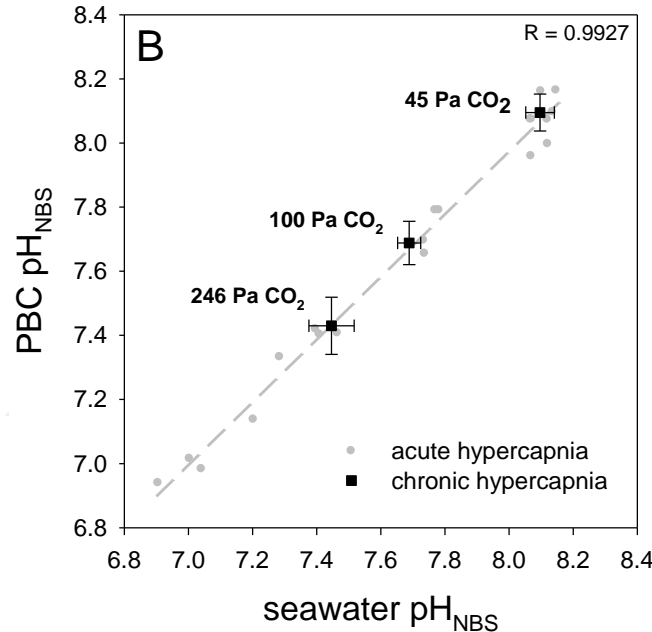 B
R = 0.9927
45 Pa CO2
100 Pa CO2
246 Pa CO2
PBC pHNBS
8.4
8.2
8.0
7.8
7.6
7.4
7.2
7.0
6.8
acute hypercapnia
chronic hypercapnia
6.8 7.0 7.2 7.4 7.6 7.8 8.0 8.2 8.4
seawater pHNBS